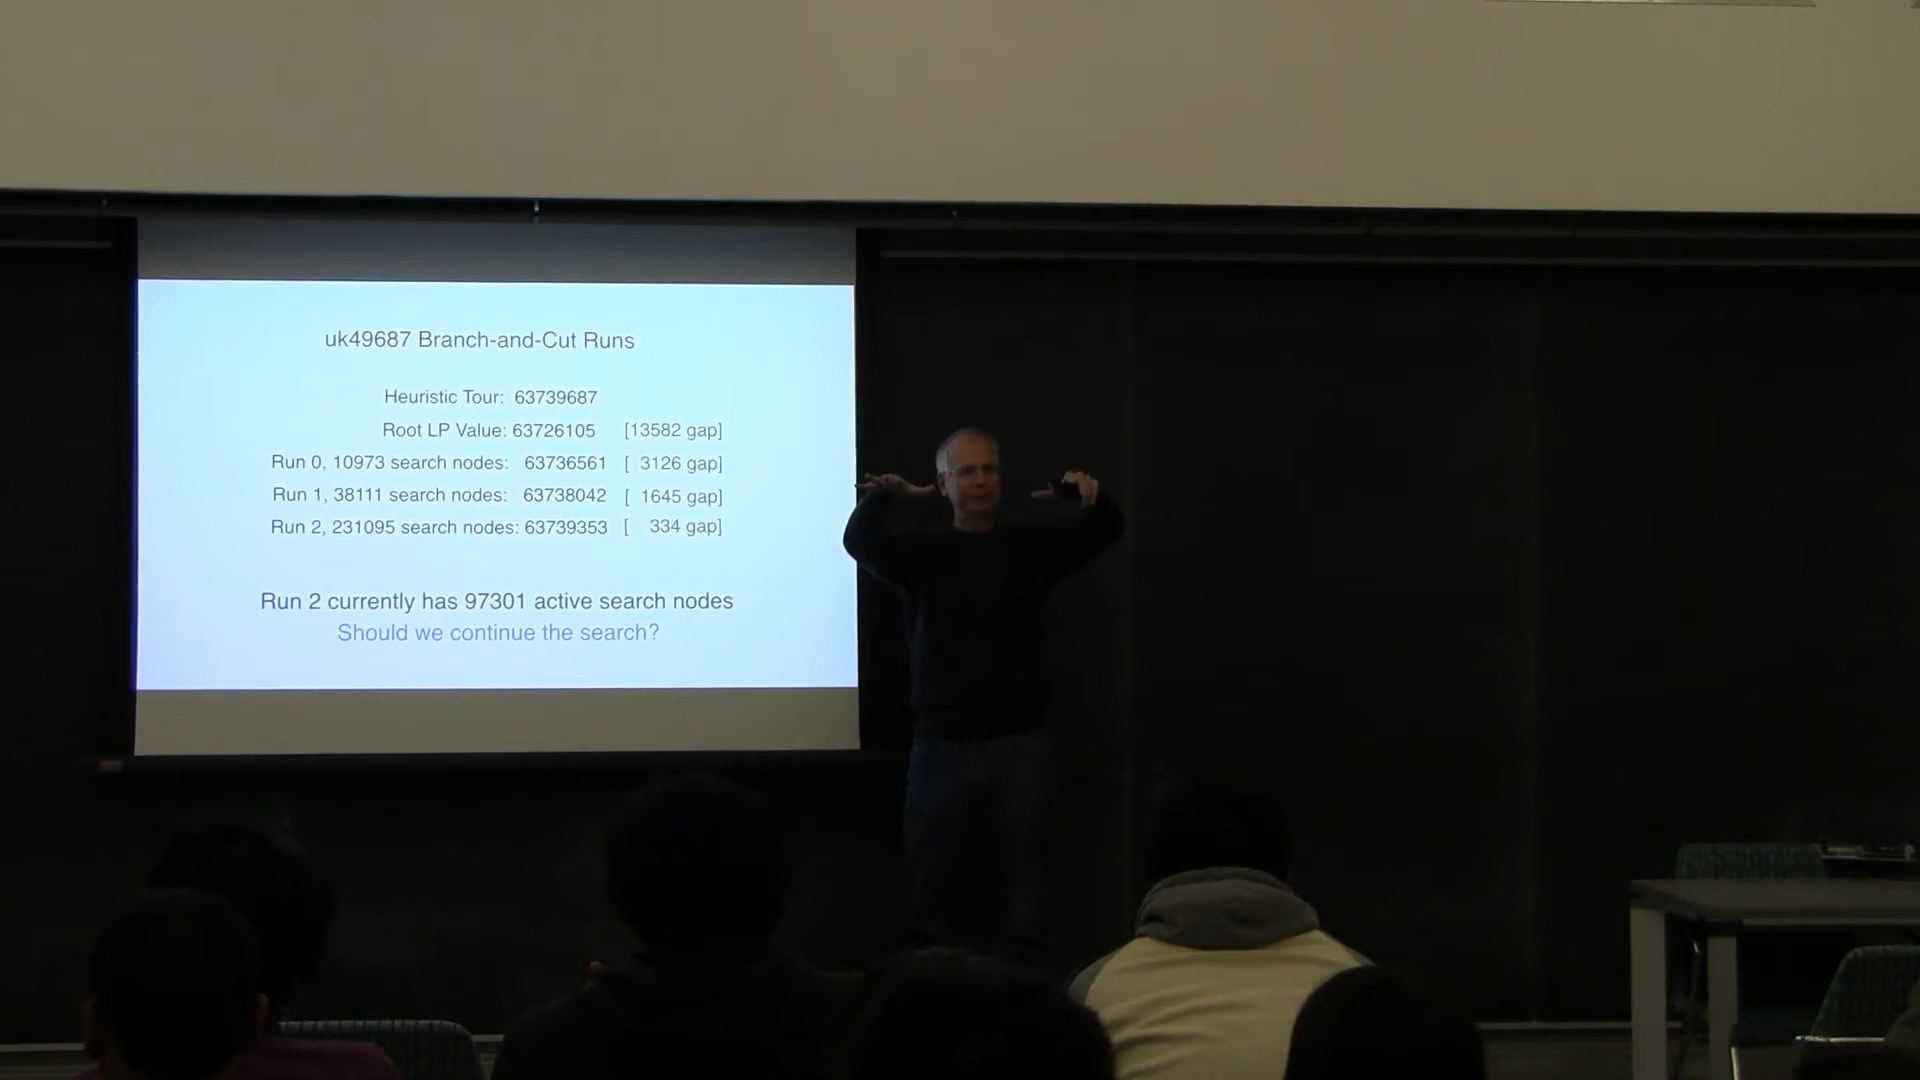 uk49687 Branch-and-Cut Runs
Heuristic Tour: 63739687
Root LP Value: 63726105 [13582 gap]
Run 0, 10973 search nodes: 63736561 [ 3126 gap]
Run 1, 38111 search nodes: 63738042 [ 1645 gap]
Run 2, 231095 search nodes: 63739353 [ 334 gap]
Run 2 currently has 97301 active search nodes
Should we continue the search?